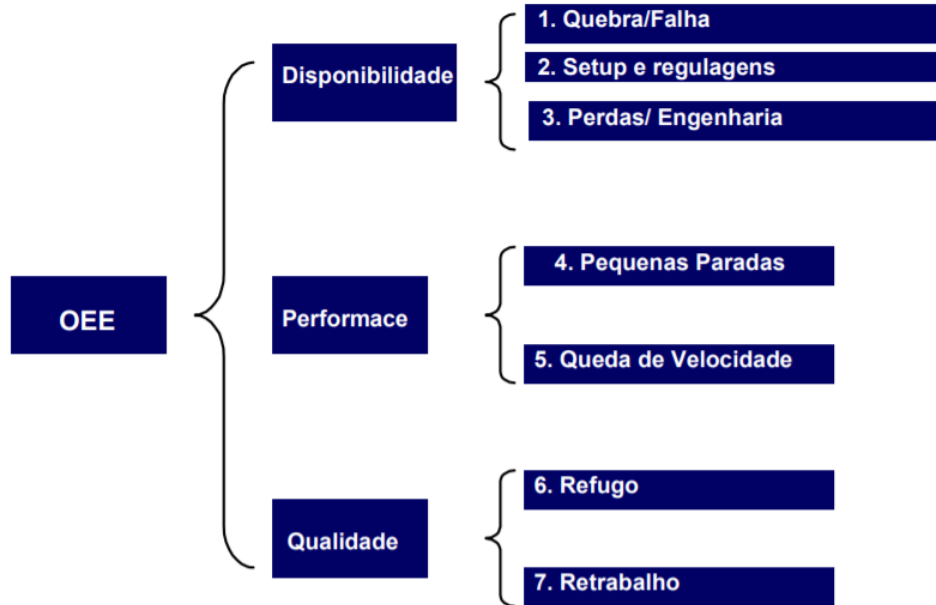 1. Quebra/Falha
Disponibilidade
2. Setup e regulagens
3. Perdas/ Engenharia
OEE
Performace
4. Pequenas Paradas
5. Queda de Velocidade
Qualidade
6. Refugo
7. Retrabalho